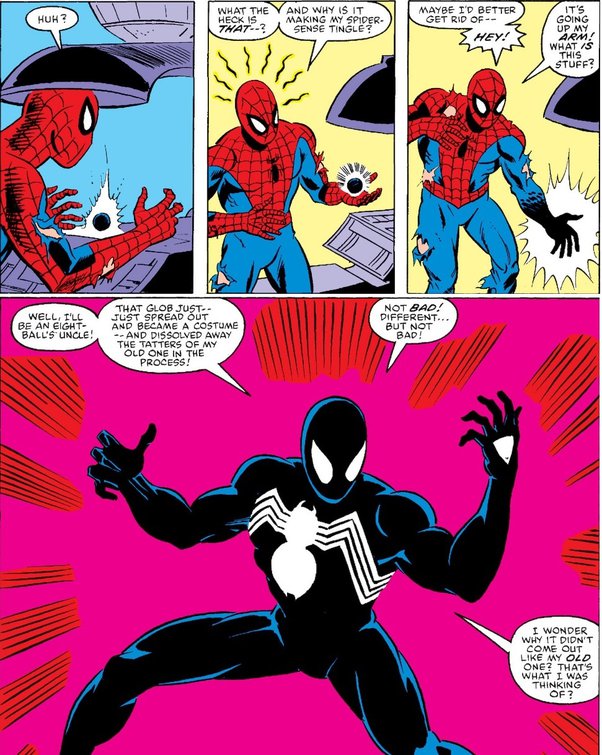 HUH?
WHAT THE
HECK IS
THAT--?
AND WHY IS IT
MAKING MY SPIDER-
SENSE TINGLE?
MAYBE I'D BETTER
GET RID OF--
HEY!
IT'S
GOING
UP MY
ARM!
WHAT IS
THIS
STUFF?
WELL, I'LL
BE AN EIGHT-
BALL'S UNCLE!
THAT GLOB JUST--
JUST SPREAD OUT
AND BECAME A COSTUME
--AND DISSOLVED AWAY
THE TATTERS OF MY
OLD ONE IN THE
PROCESS!
NOT BAD!
DIFFERENT...
BUT NOT
BAD!
I WONDER
WHY IT DIDN'T
COME OUT
LIKE MY OLD
ONE? THAT'S
WHAT I WAS
THINKING
OF?